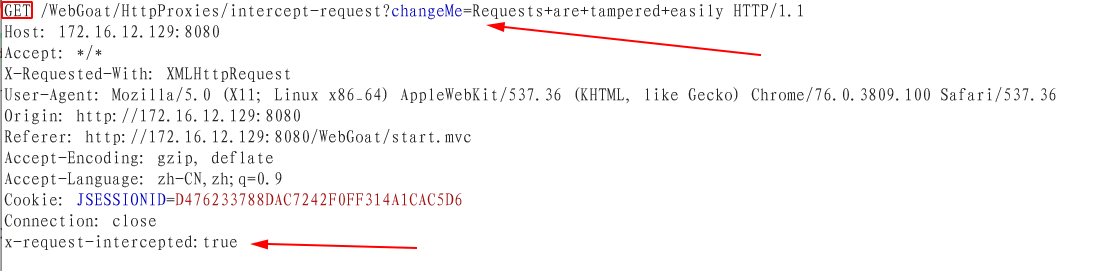 GET /WebGoat/HttpProxies/intercept-request?changeMe=Requests+are+tampered+easily HTTP/1.1
Host: 172.16.12.129:8080
Accept: */*
X-Requested-With: XMLHttpRequest
User-Agent: Mozilla/5.0 (X11; Linux x86_64) AppleWebKit/537.36 (KHTML, like Gecko) Chrome/76.0.3809.100 Safari/537.36
Origin: http://172.16.12.129:8080
Referer: http://172.16.12.129:8080/WebGoat/start.mvc
Accept-Encoding: gzip, deflate
Accept-Language: zh-CN,zh;q=0.9
Cookie: JSESSIONID=D476233788DAC7242F0FF314A1CAC5D6
Connection: close
x-request-intercepted:true